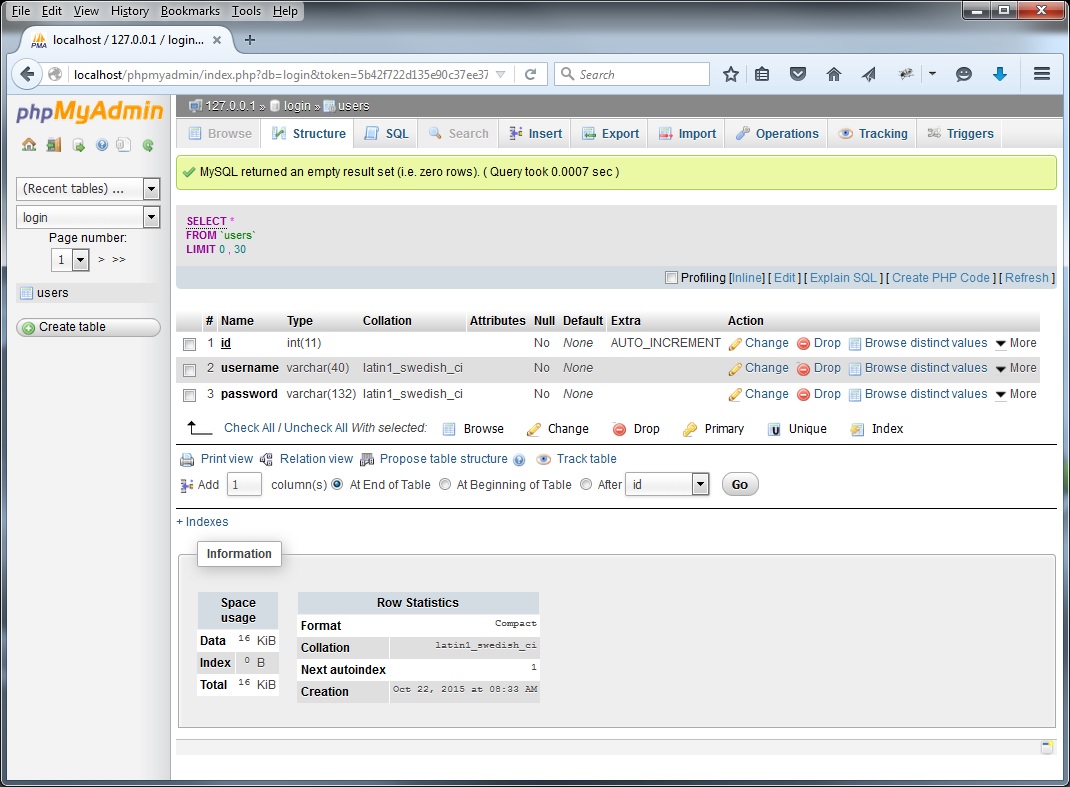 File Edit View History Bookmarks Tools Help
PMA localhost / 127.0.0.1 / login...
localhost/phpmyadmin/index.php?db=login&token=5b42f722d135e90c37ee37 Search
phpMyAdmin
(Recent tables) ...
login
Page number:
1 > >>
users
Create table
127.0.0.1 » login » users
Browse Structure SQL Search Insert Export Import Operations Tracking Triggers
MySQL returned an empty result set (i.e. zero rows). ( Query took 0.0007 sec )
SELECT *
FROM `users`
LIMIT 0 , 30
Profiling [Inline] [ Edit ] [ Explain SQL ] [ Create PHP Code ] [ Refresh ]
# Name Type Collation Attributes Null Default Extra Action
1 id int(11) No None AUTO_INCREMENT Change Drop Browse distinct values More
2 username varchar(40) latin1_swedish_ci No None Change Drop Browse distinct values More
3 password varchar(132) latin1_swedish_ci No None Change Drop Browse distinct values More
Check All / Uncheck All With selected: Browse Change Drop Primary U Unique Index
Print view Relation view Propose table structure Track table
Add 1 column(s) At End of Table At Beginning of Table After id Go
+ Indexes
Information
Space usage
Data 16 KiB
Index 0 B
Total 16 KiB
Row Statistics
Format Compact
Collation latin1_swedish_ci
Next autoindex 1
Creation Oct 22, 2015 at 08:33 AM